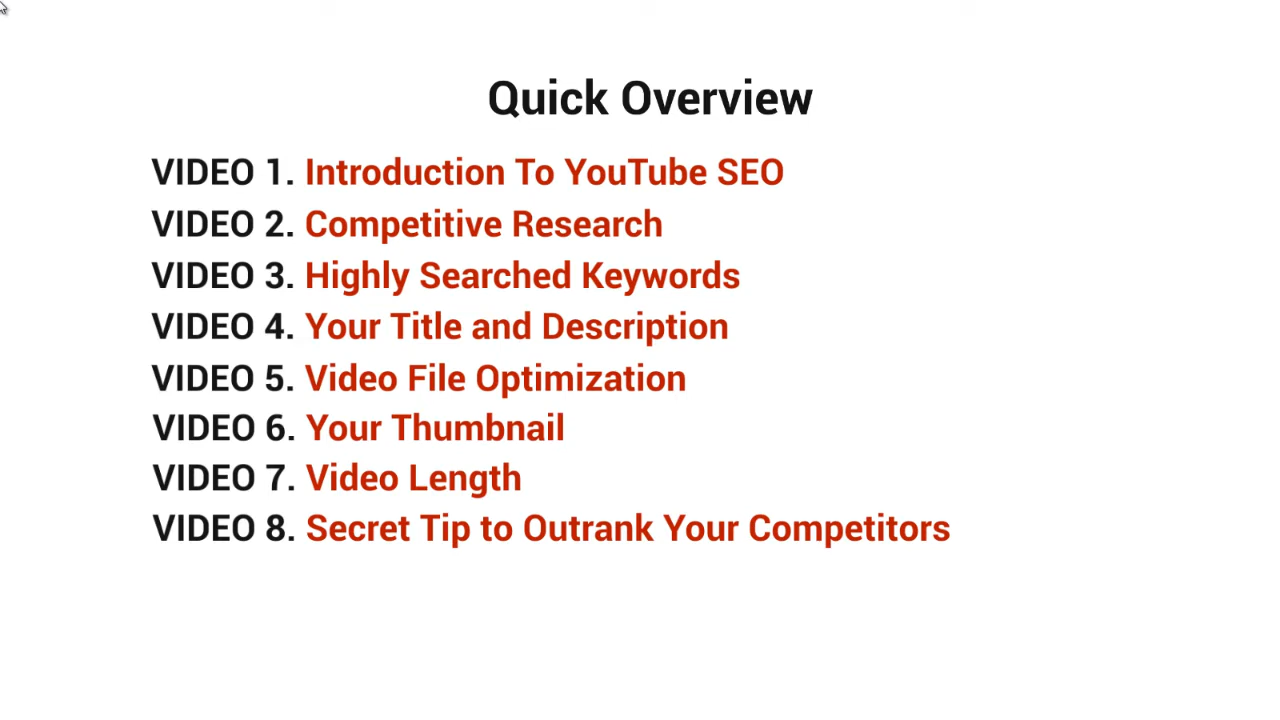 Quick Overview
VIDEO 1. Introduction To YouTube SEO
VIDEO 2. Competitive Research
VIDEO 3. Highly Searched Keywords
VIDEO 4. Your Title and Description
VIDEO 5. Video File Optimization
VIDEO 6. Your Thumbnail
VIDEO 7. Video Length
VIDEO 8. Secret Tip to Outrank Your Competitors